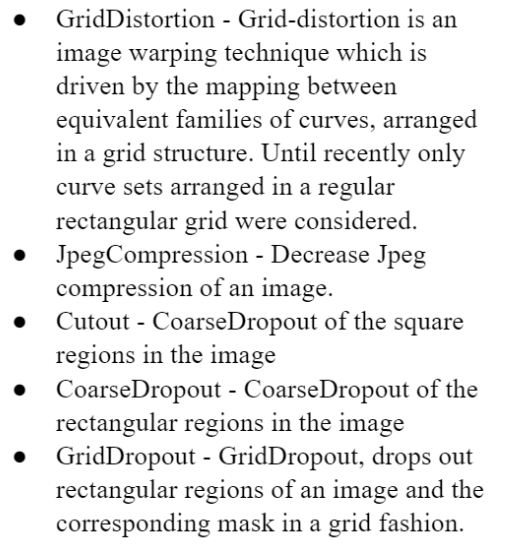 ● GridDistortion - Grid-distortion is an
image warping technique which is
driven by the mapping between
equivalent families of curves, arranged
in a grid structure. Until recently only
curve sets arranged in a regular
rectangular grid were considered.
● JpegCompression - Decrease Jpeg
compression of an image.
● Cutout - CoarseDropout of the square
regions in the image
● CoarseDropout - CoarseDropout of the
rectangular regions in the image
● GridDropout - GridDropout, drops out
rectangular regions of an image and the
corresponding mask in a grid fashion.